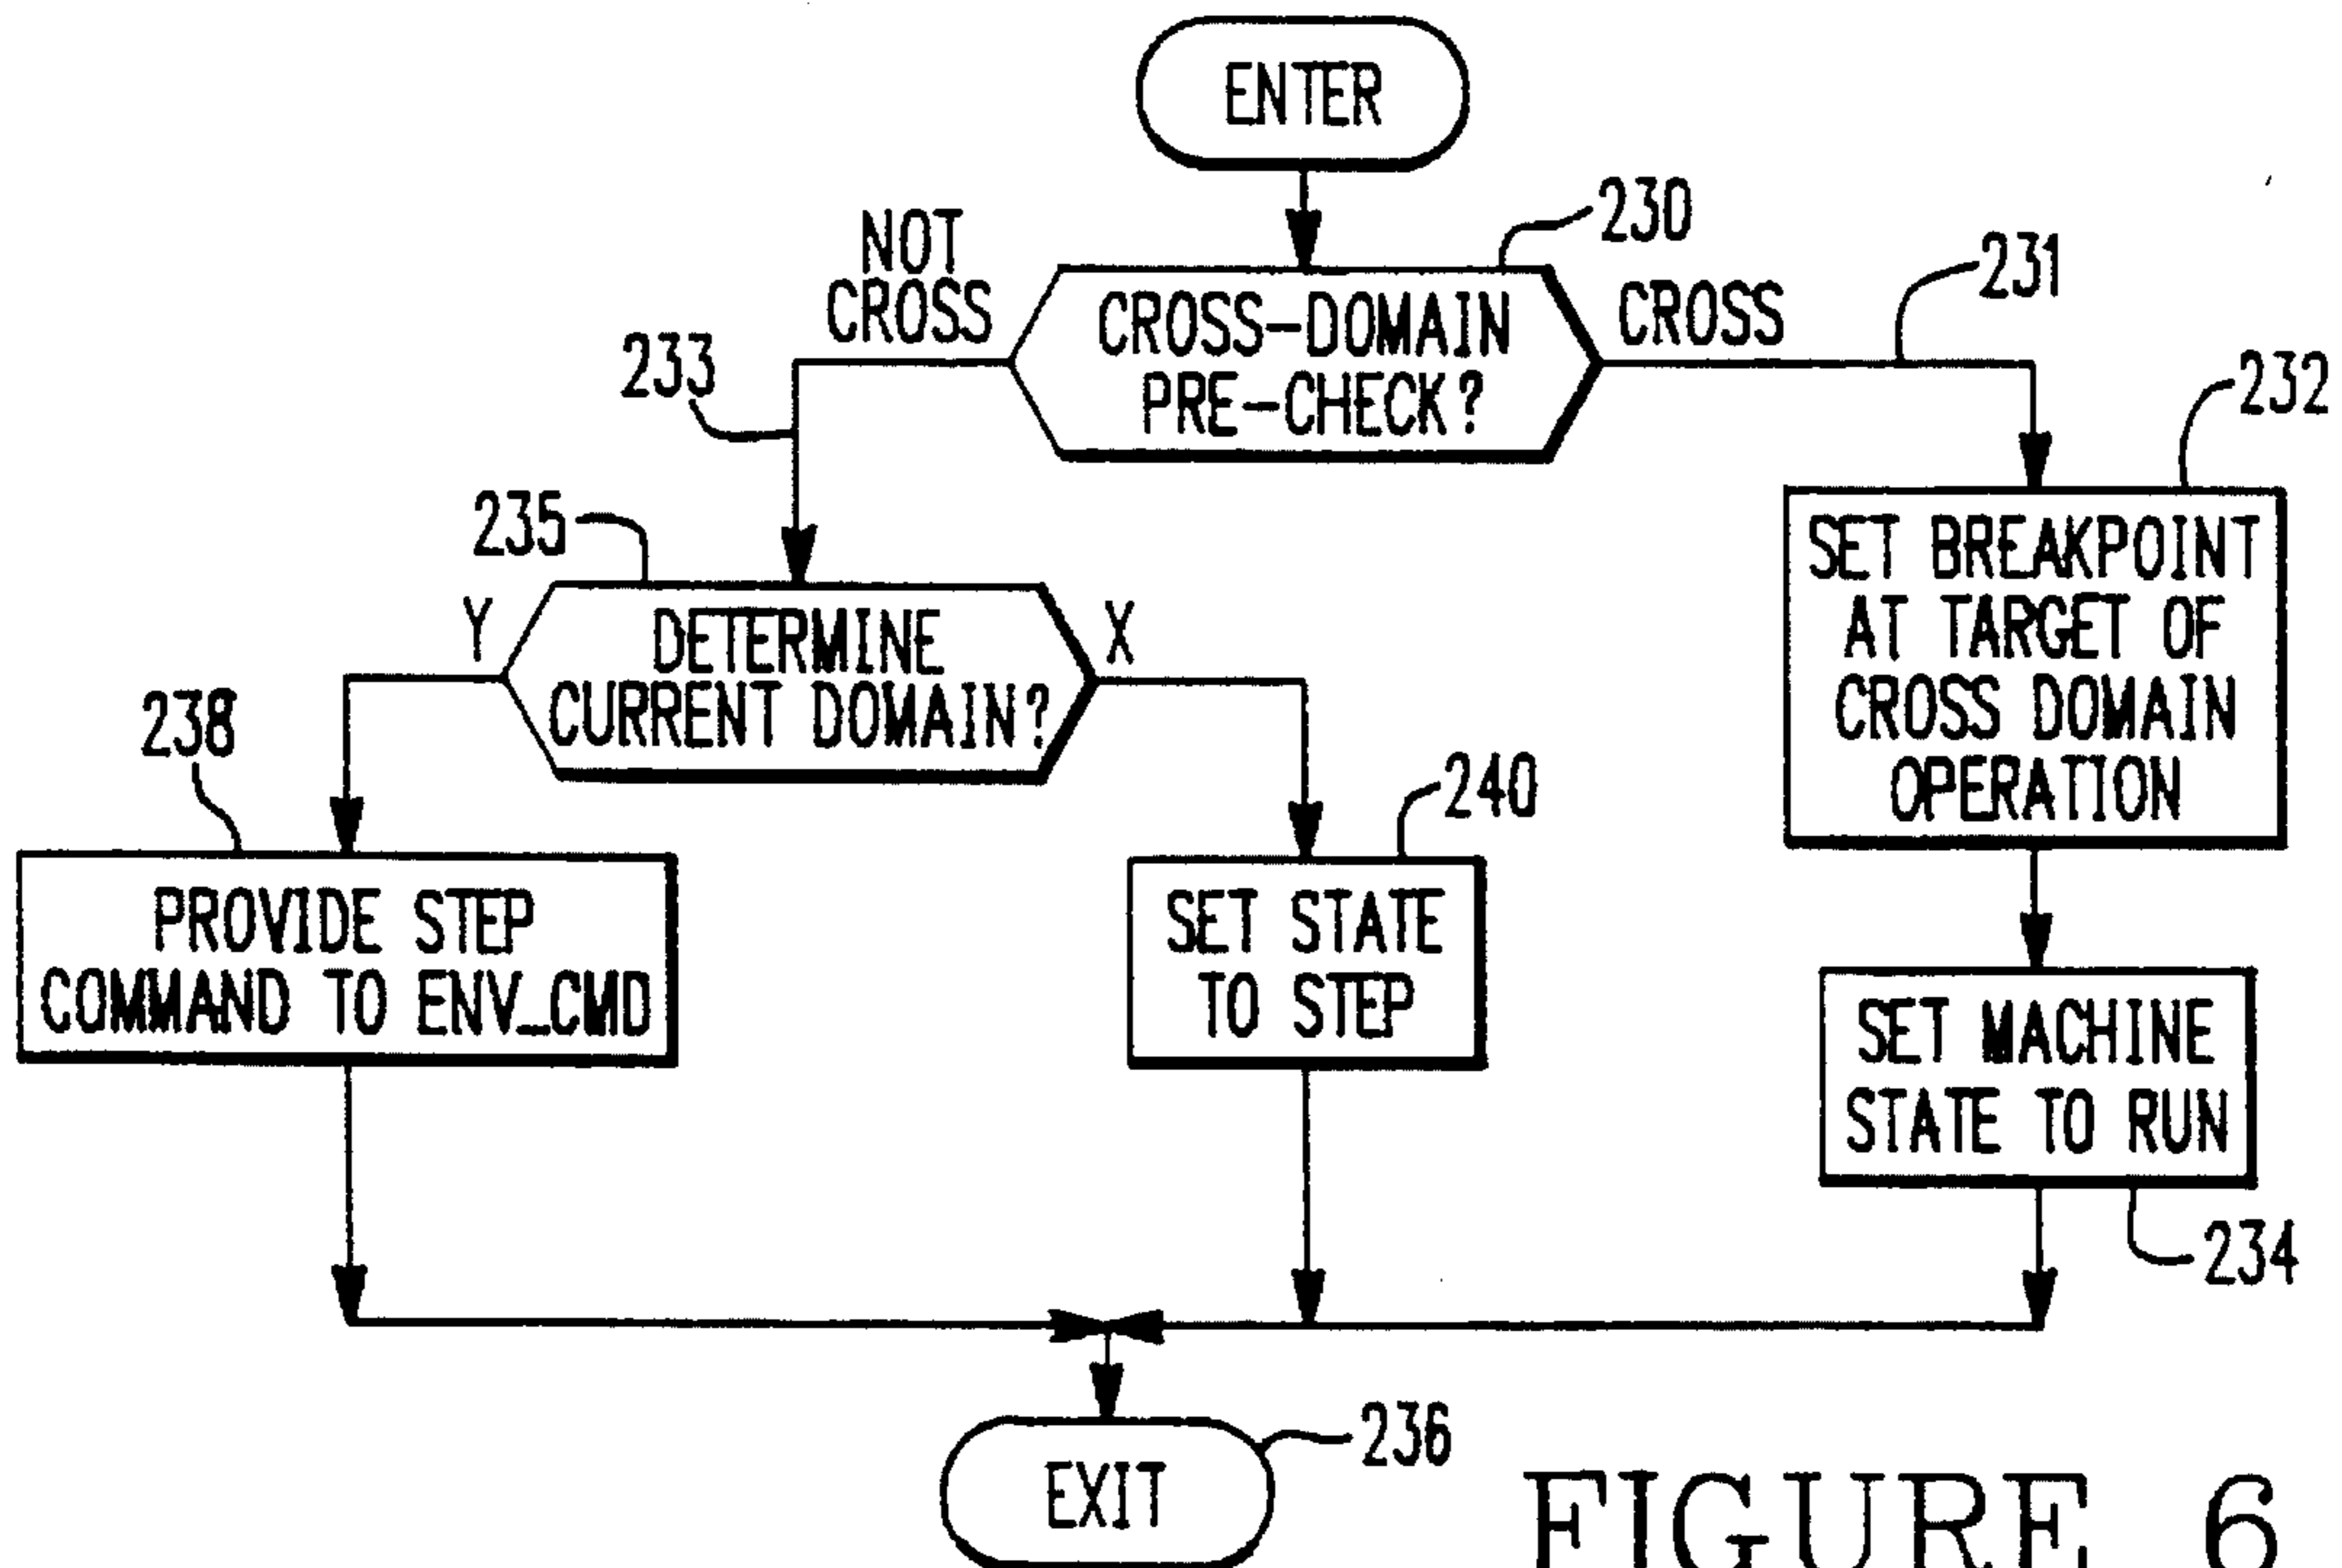 ENTER
230
231
NOT
CROSS
CROSS-DOMAIN
PRE-CHECK?
CROSS
233
232
235
SET BREAKPOINT
AT TARGET OF
CROSS DOMAIN
OPERATION
Y
DETERMINE
CURRENT DOMAIN?
X
238
240
PROVIDE STEP
COMMAND TO ENV_CMD
SET STATE
TO STEP
SET MACHINE
STATE TO RUN
234
236
EXIT
FIGURE 6